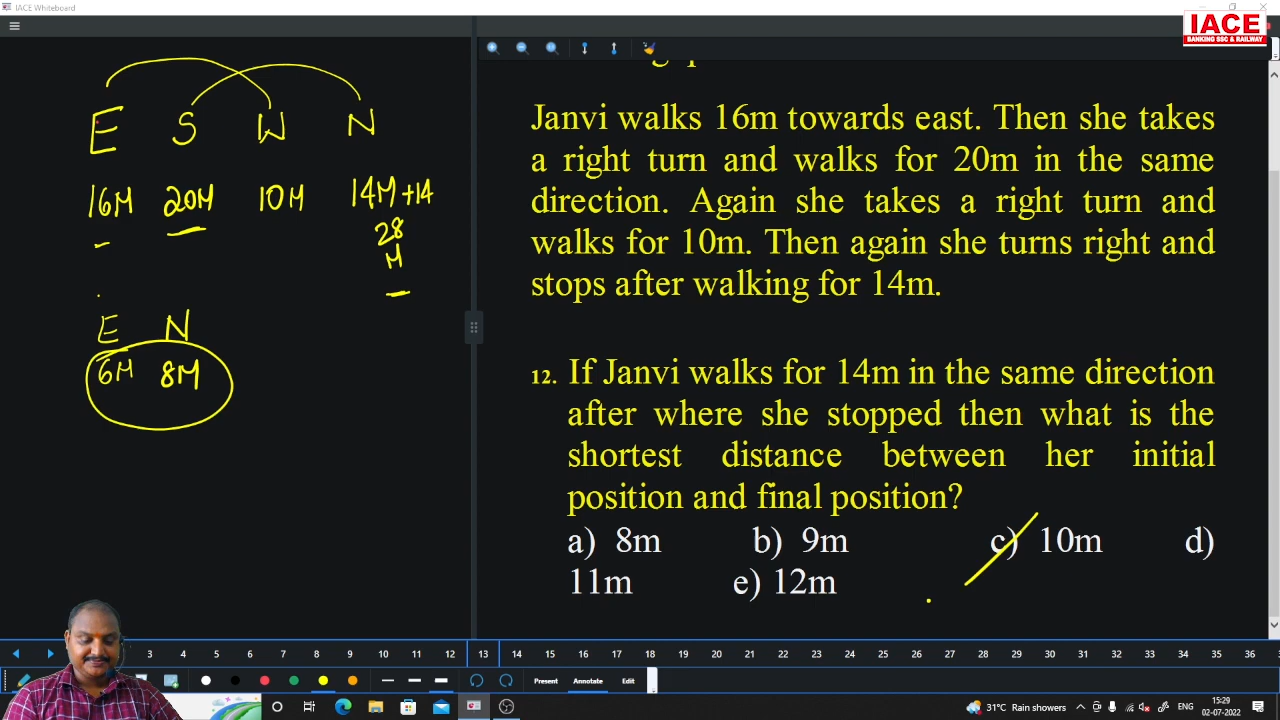 IACE Whiteboard
IACE
BANKING SSC & RAILWAY
E S W N
16M 20M 10M 14M+14
28
M
E N
6M 8M
Janvi walks 16m towards east. Then she takes
a right turn and walks for 20m in the same
direction. Again she takes a right turn and
walks for 10m. Then again she turns right and
stops after walking for 14m.
12. If Janvi walks for 14m in the same direction
after where she stopped then what is the
shortest distance between her initial
position and final position?
a) 8m b) 9m c) 10m d)
11m e) 12m
3 4 5 6 7 8 9 10 11 12 13 14 15 16 17 18 19 20 21 22 23 24 25 26 27 28 29 30 31 32 33 34 35 36
Present Annotate Edit
31°C Rain showers
ENG
15:29
02-07-2022